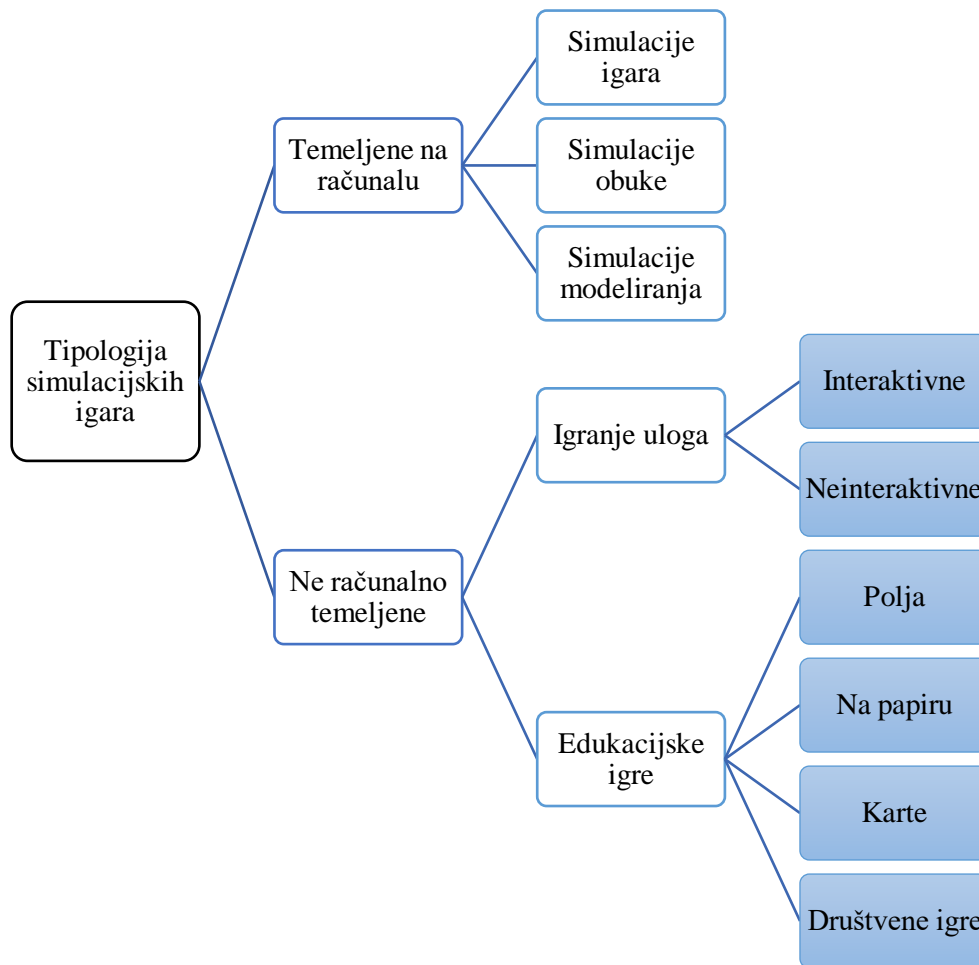 Tipologija
simulacijskih
igara
Temeljene na
računalu
Simulacije
igara
Simulacije
obuke
Simulacije
modeliranja
Ne računalno
temeljene
Igranje uloga
Interaktivne
Neinteraktivne
Edukacijske
igre
Polja
Na papiru
Karte
Društvene igre